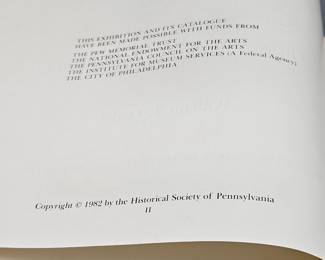 THIS EXHIBITION AND ITS CATALOGUE
HAVE BEEN MADE POSSIBLE WITH FUNDS FROM
THE PEW MEMORIAL TRUST
THE NATIONAL ENDOWMENT FOR THE ARTS
THE PENNSYLVANIA COUNCIL ON THE ARTS
THE INSTITUTE FOR MUSEUM SERVICES (A Federal Agency)
THE CITY OF PHILADELPHIA
Copyright © 1982 by the Historical Society of Pennsylvania
II